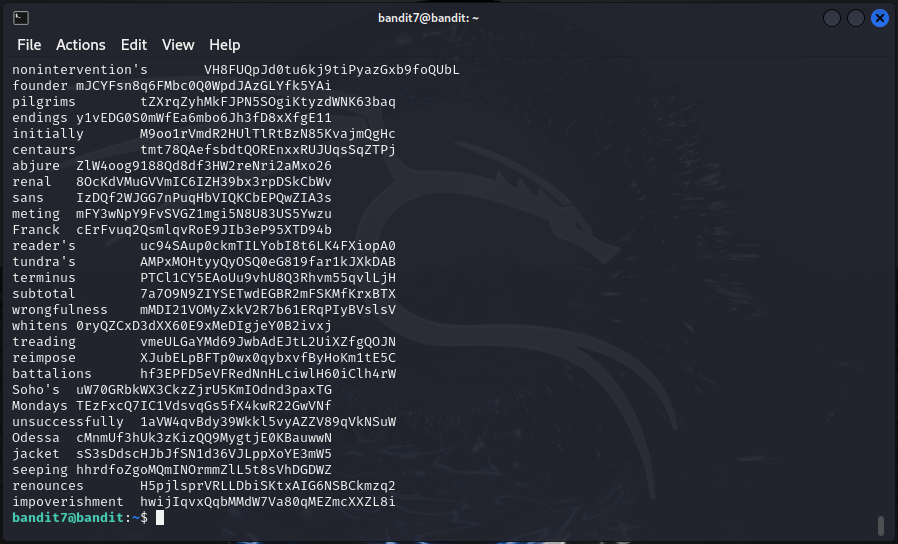 bandit7@bandit: ~
File Actions Edit View Help
nonintervention's VH8FUQpJd0tu6kj9tiPyazGxb9foQUbL
founder mJCYFsn8q6FMbc0Q0WpdJAzGLYfk5YAi
pilgrims tZXrqZyhMkFJPN5SOgiKtyzdWNK63baq
endings y1vEDG0S0mWfEa6mbo6Jh3fD8xXfgE11
initially M9oo1rVmdR2HUlTlRtBzN85KvajmQgHc
centaurs tmt78QAefsbdtQOREnxxRUJUqsSqZTPj
abjure ZlW4oog9188Qd8df3HW2reNri2aMxo26
renal 8OcKdVMuGVVmIC6IZH39bx3rpDSkCbWv
sans IzDQf2WJGG7nPuqHbVIQKCbEPQwZIA3s
meting mFY3wNpY9FvSVGZ1mgi5N8U83US5Ywzu
Franck cErFvuq2QsmlqvRoE9JIb3eP95XTD94b
reader's uc94SAup0ckmTILYobI8t6LK4FXiopA0
tundra's AMPxMOHtyyQyOSQ0eG819far1kJXkDAB
terminus PTCl1CY5EAoUu9vhU8Q3Rhvm55qvlLjH
subtotal 7a7O9N9ZIYSETwdEGBR2mFSKMfKrxBTX
wrongfulness mMDI21VOMyZxkV2R7b61ERqPIyBVslsV
whitens 0ryQZCxD3dXX60E9xMeDIgjeY0B2ivxj
treading vmeULGaYMd69JwbAdEJtL2UiXZfgQOJN
reimpose XJubELpBFTp0wx0qybxvfByHoKm1tE5C
battalions hf3EPFD5eVFRedNnHLciwlH60iClh4rW
Soho's uW70GRbkWX3CkzZjrU5KmIOdnd3paxTG
Mondays TEzFxcQ7IC1VdsvqGs5fX4kwR22GwVNf
unsuccessfully 1aVW4qvBdy39Wkkl5vyAZZV89qVkNSuW
Odessa cMnmUf3hUk3zKizQQ9MygtjE0KBauwwN
jacket sS3sDdscHJbJfSN1d36VJLppXoYE3mW5
seeping hhrdfoZgoMQmINOrmmZlL5t8sVhDGDWZ
renounces H5pjlsprVRLLDbiSKtxAIG6NSBCkmzq2
impoverishment hwijIqvxQqbMMdW7Va80qMEZmcXXZL8i
bandit7@bandit:~$